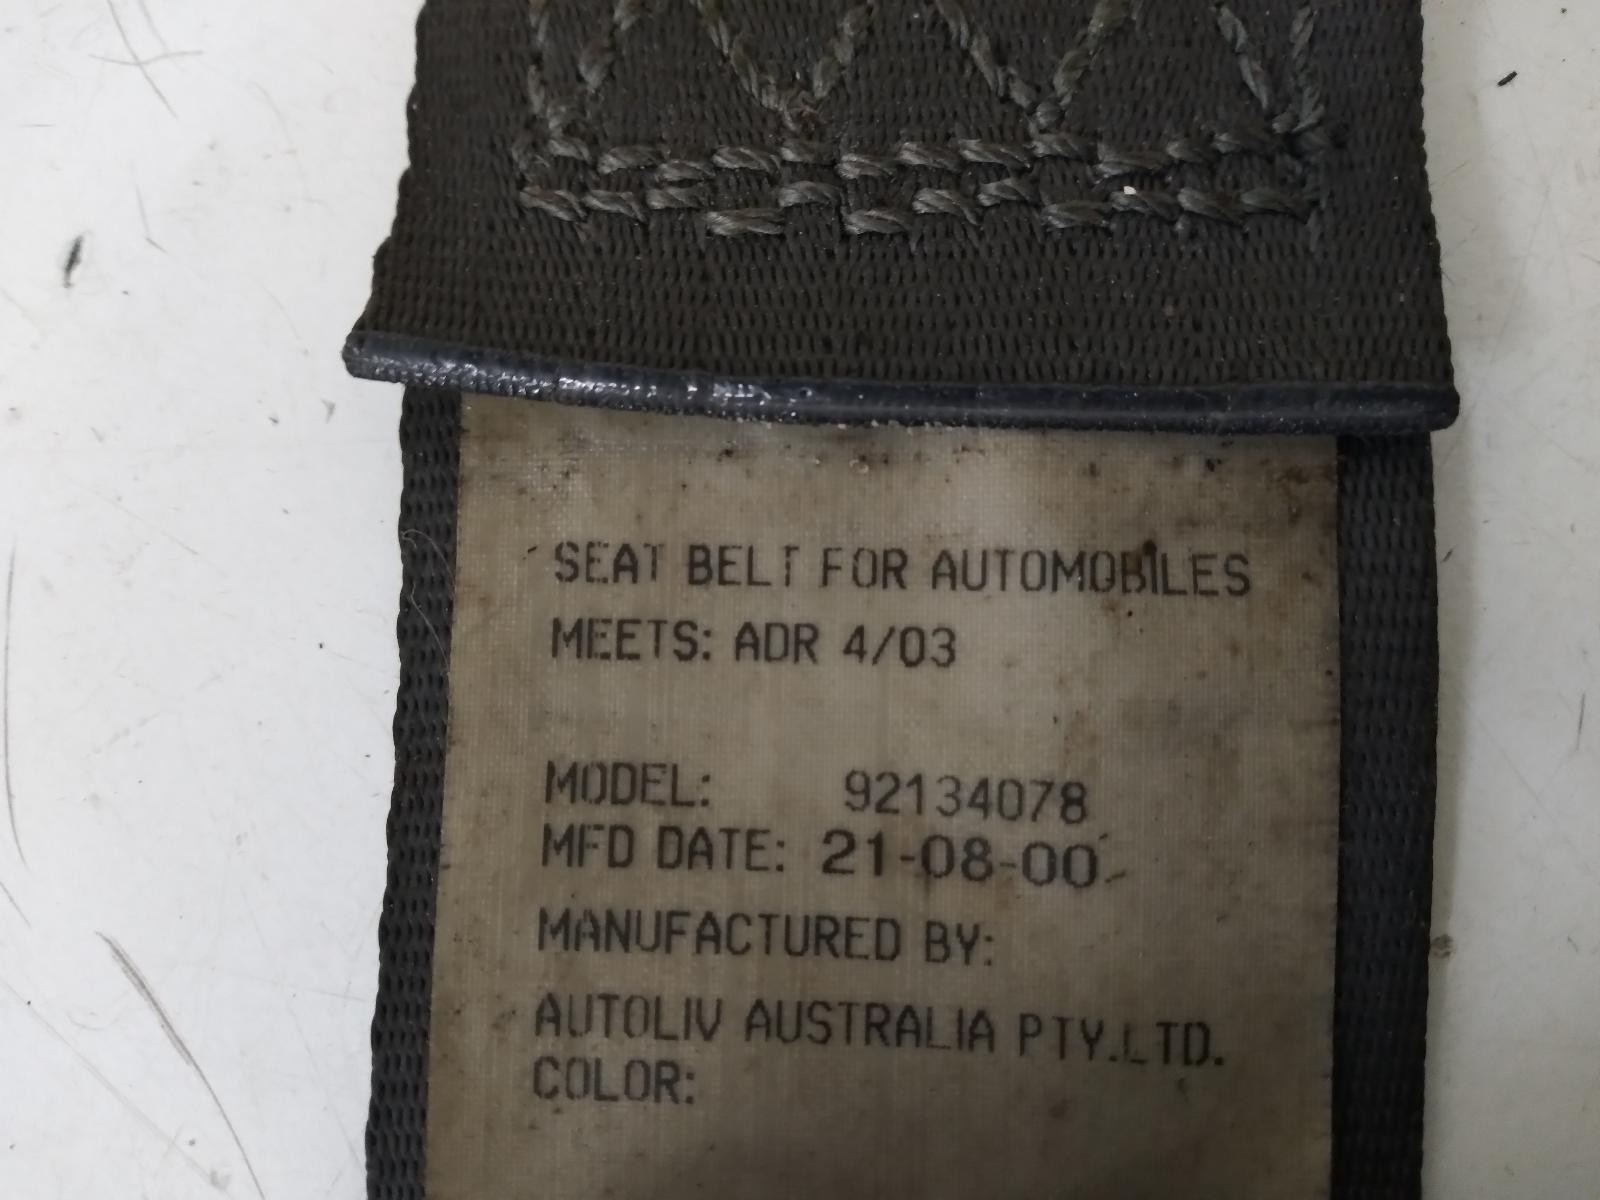 SEAT BELT FOR AUTOMOBILES
MEETS: ADR 4/03
MODEL: 92134078
MFD DATE: 21-08-00
MANUFACTURED BY:
AUTOLIV AUSTRALIA PTY.LTD.
COLOR: